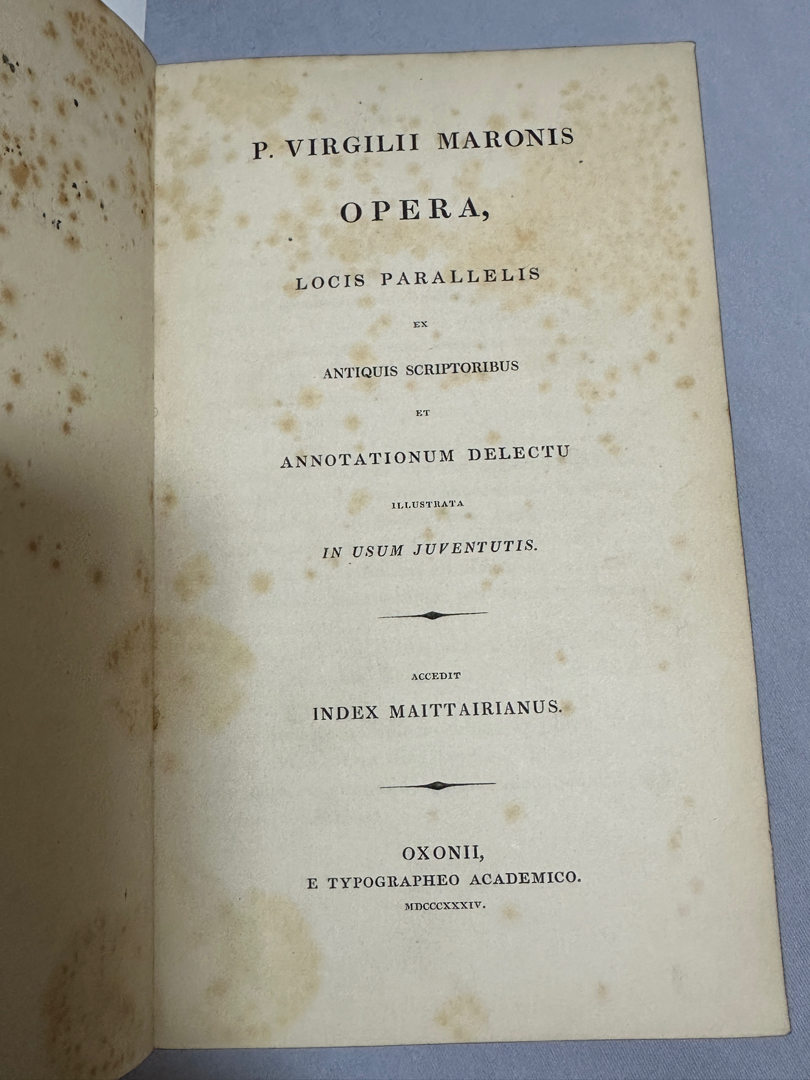 P. VIRGILII MARONIS
OPERA,
LOCIS PARALLELIS
EX
ANTIQUIS SCRIPTORIBUS
ET
ANNOTATIONUM DELECTU
ILLUSTRATA
IN USUM JUVENTUTIS.
ACCEDIT
INDEX MAITTAIRIANUS.
OXONII,
E TYPOGRAPHEO ACADEMICO.
MDCCCXXXIV.